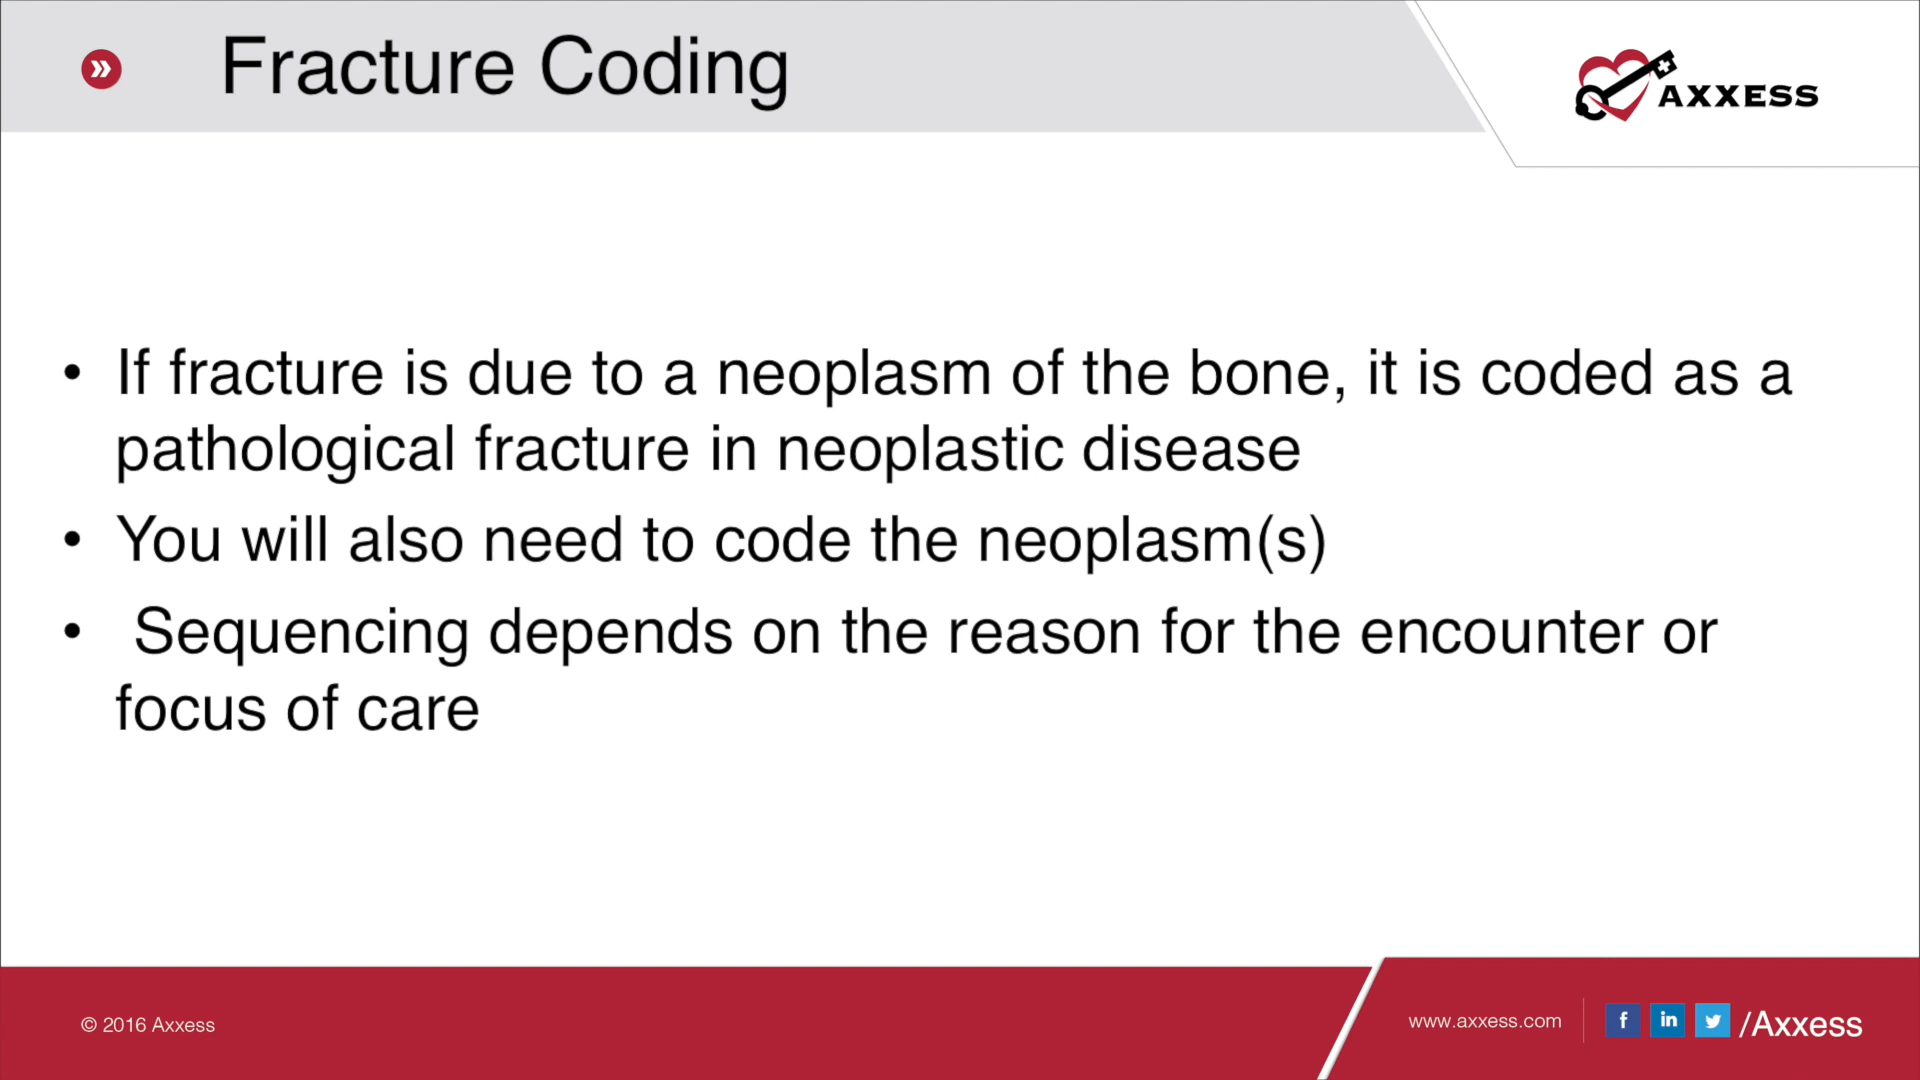 Fracture Coding
AXXESS
• If fracture is due to a neoplasm of the bone, it is coded as a
pathological fracture in neoplastic disease
• You will also need to code the neoplasm(s)
• Sequencing depends on the reason for the encounter or
focus of care
© 2016 Axxess
www.axxess.com
/Axxess